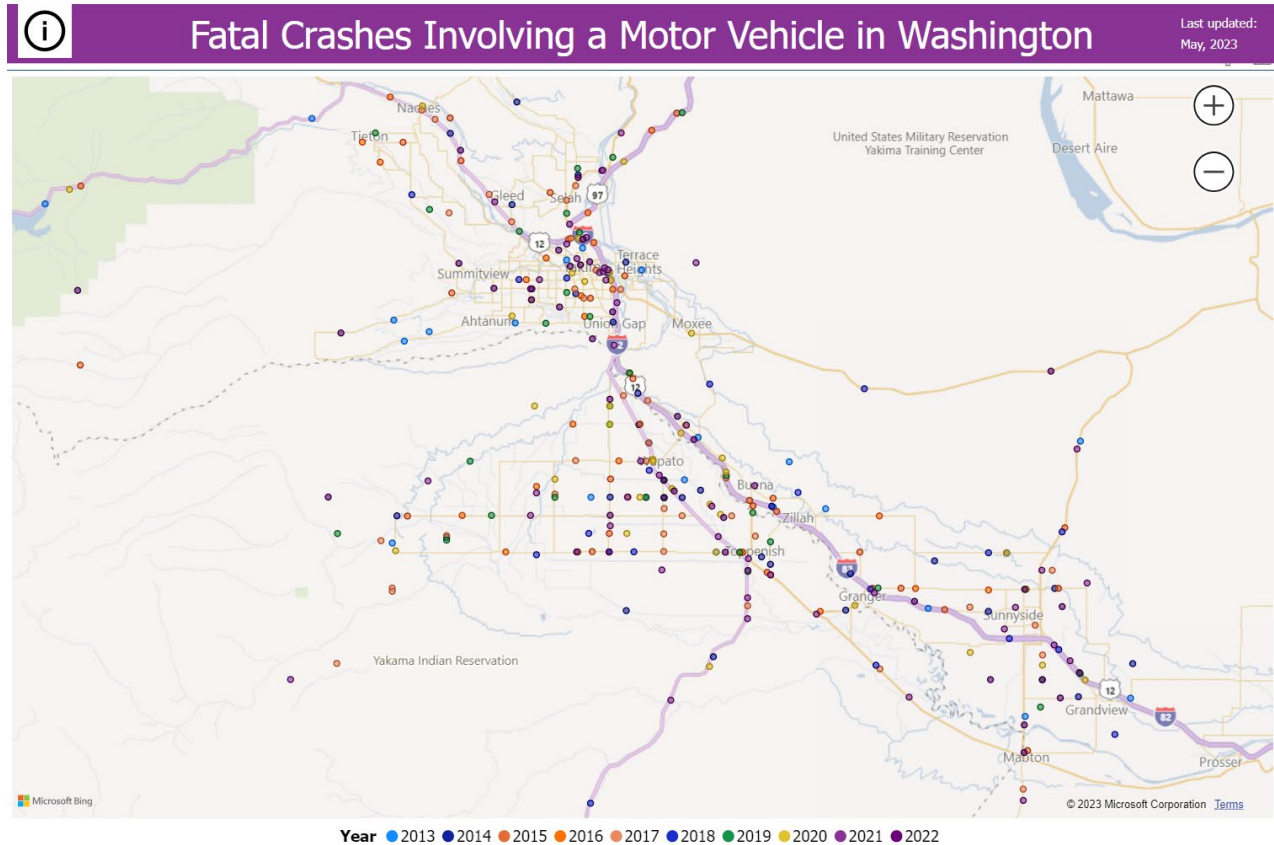 i
Fatal Crashes Involving a Motor Vehicle in Washington
Last updated:
May, 2023
Naches
Mattawa
Tieton
United States Military Reservation
Yakima Training Center
Desert Aire
Gleed
Selah
97
12
Terrace
Heights
Summitview
Ahtanum
Union Gap
Moxee
12
Wapato
Buena
Zillah
Toppenish
82
Granger
Sunnyside
Yakama Indian Reservation
12
Grandview
82
Mabton
Prosser
Microsoft Bing
© 2023 Microsoft Corporation Terms
Year 2013 2014 2015 2016 2017 2018 2019 2020 2021 2022